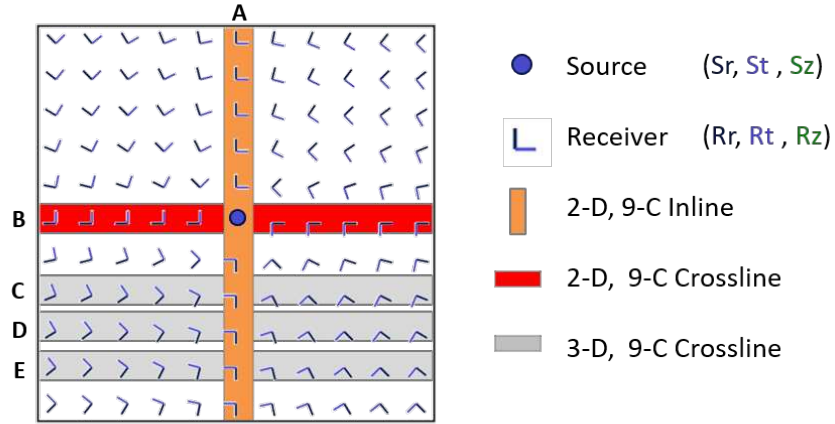 A
B
C
D
E
Source (Sr, St , Sz)
Receiver (Rr, Rt , Rz)
2-D, 9-C Inline
2-D, 9-C Crossline
3-D, 9-C Crossline